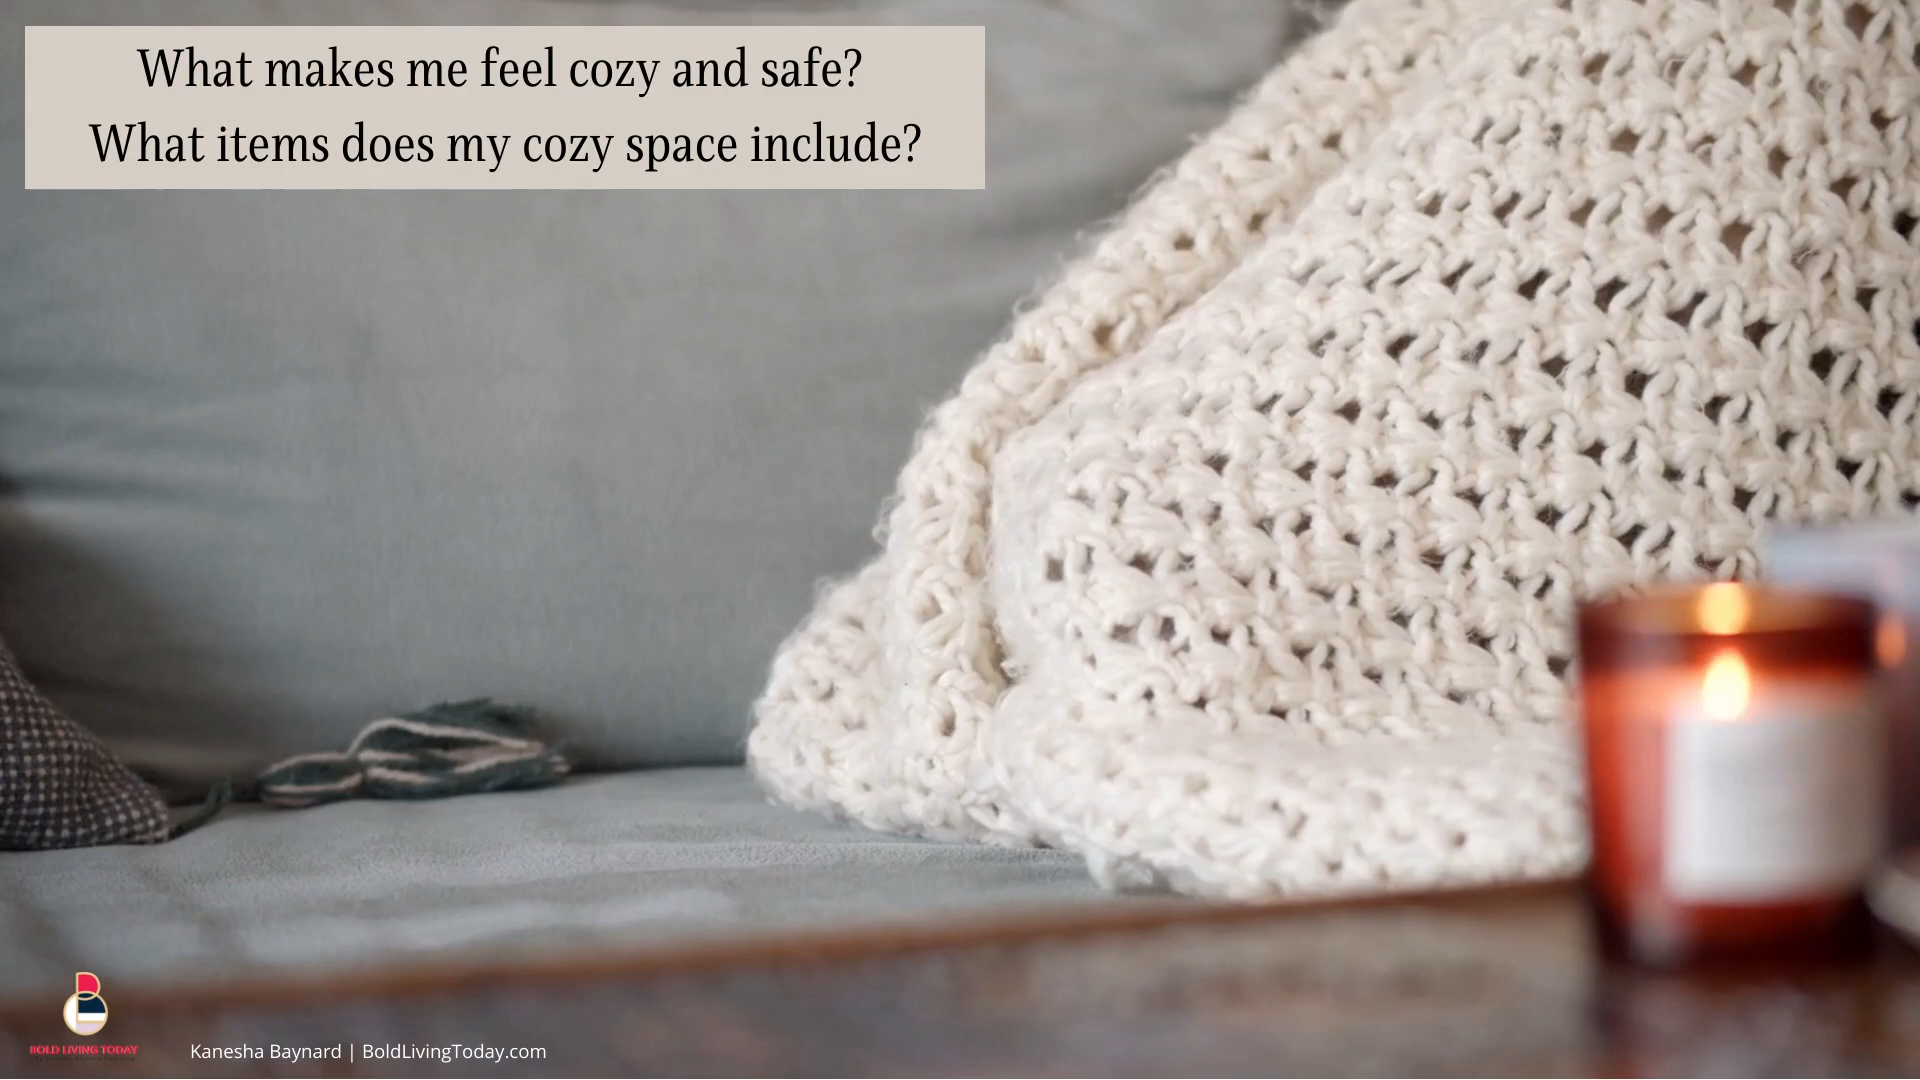 What makes me feel cozy and safe?
What items does my cozy space include?
BOLD LIVING TODAY
Kanesha Baynard | BoldLivingToday.com